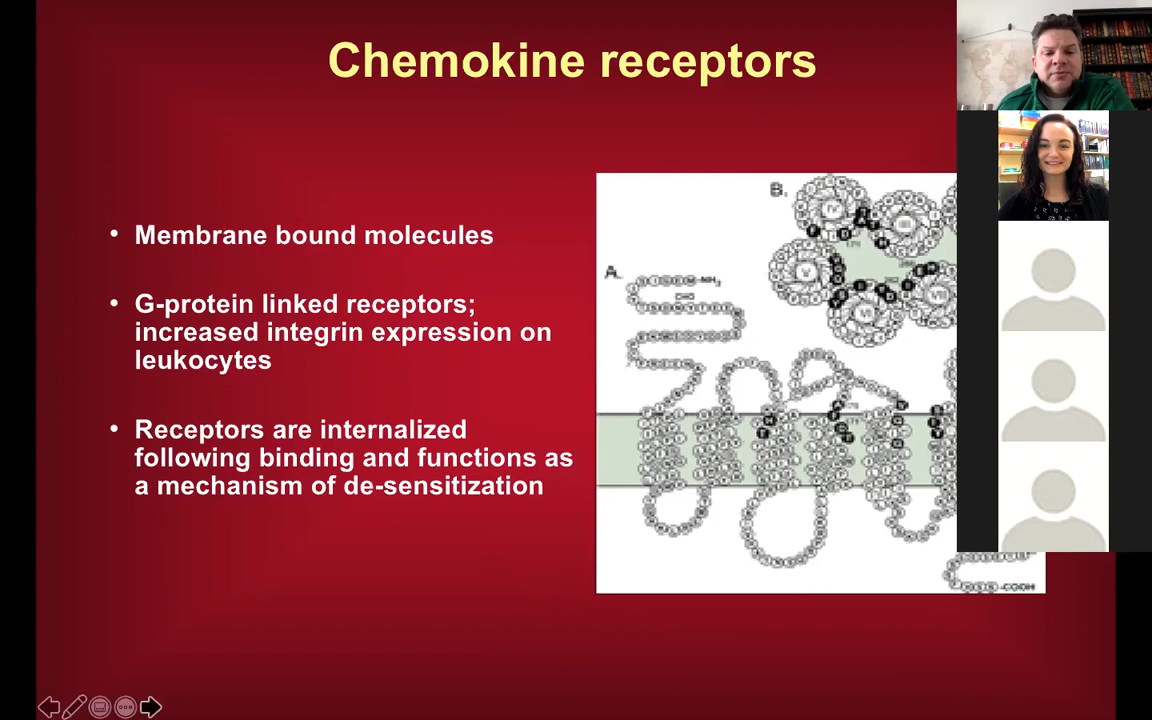 Chemokine receptors
• Membrane bound molecules
• G-protein linked receptors;
increased integrin expression on
leukocytes
• Receptors are internalized
following binding and functions as
a mechanism of de-sensitization
B.
A.
-COOH